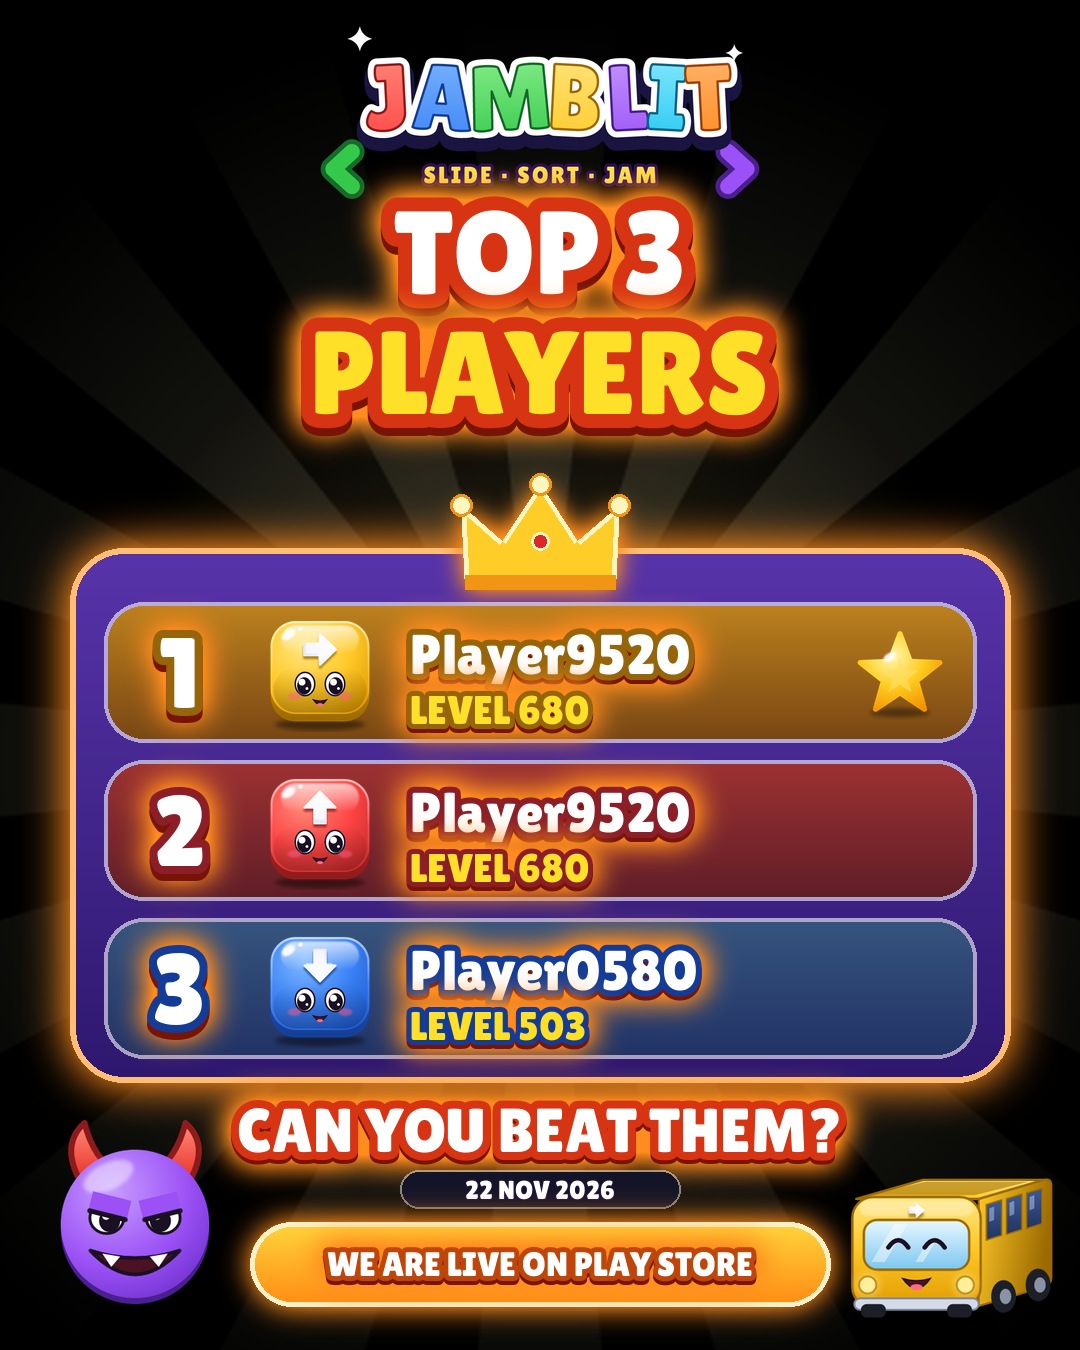 JAMBLIT
SLIDE · SORT · JAM
TOP 3
PLAYERS
1
Player9520
LEVEL 680
2
Player9520
LEVEL 680
3
Player0580
LEVEL 503
CAN YOU BEAT THEM?
22 NOV 2026
WE ARE LIVE ON PLAY STORE